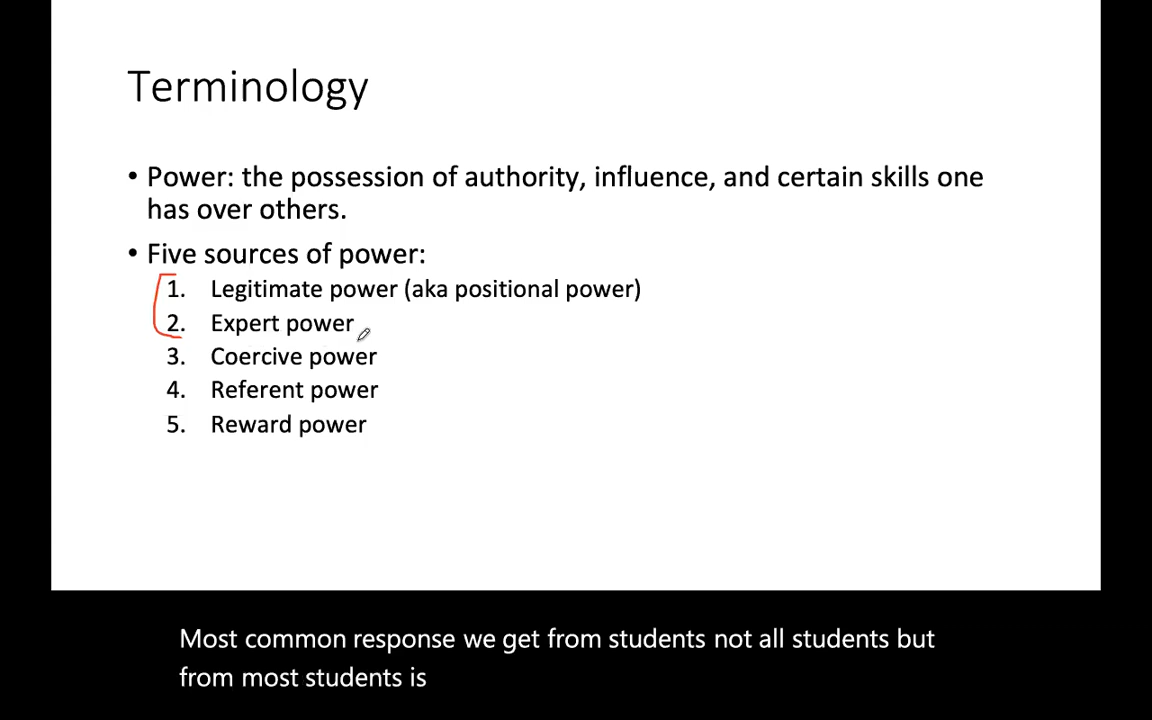 Terminology
• Power: the possession of authority, influence, and certain skills one
has over others.
• Five sources of power:
1. Legitimate power (aka positional power)
2. Expert power
3. Coercive power
4. Referent power
5. Reward power
Most common response we get from students not all students but
from most students is